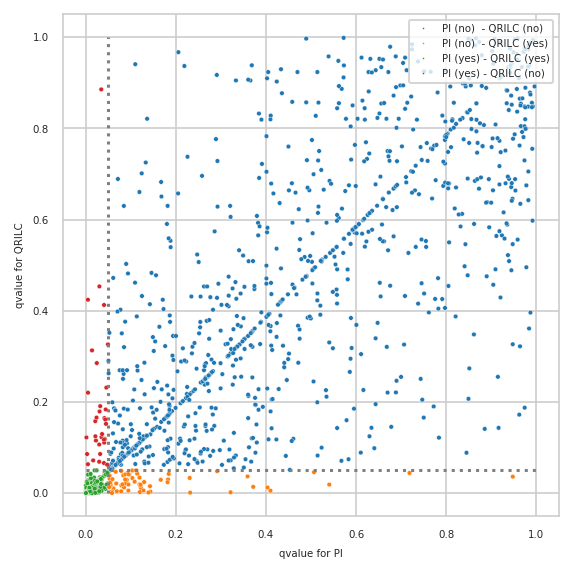 PI (no)  - QRILC (no)
PI (no)  - QRILC (yes)
PI (yes) - QRILC (yes)
PI (yes) - QRILC (no)
1.0
0.8
0.6
0.4
0.2
0.0
qvalue for QRILC
0.0 0.2 0.4 0.6 0.8 1.0
qvalue for PI